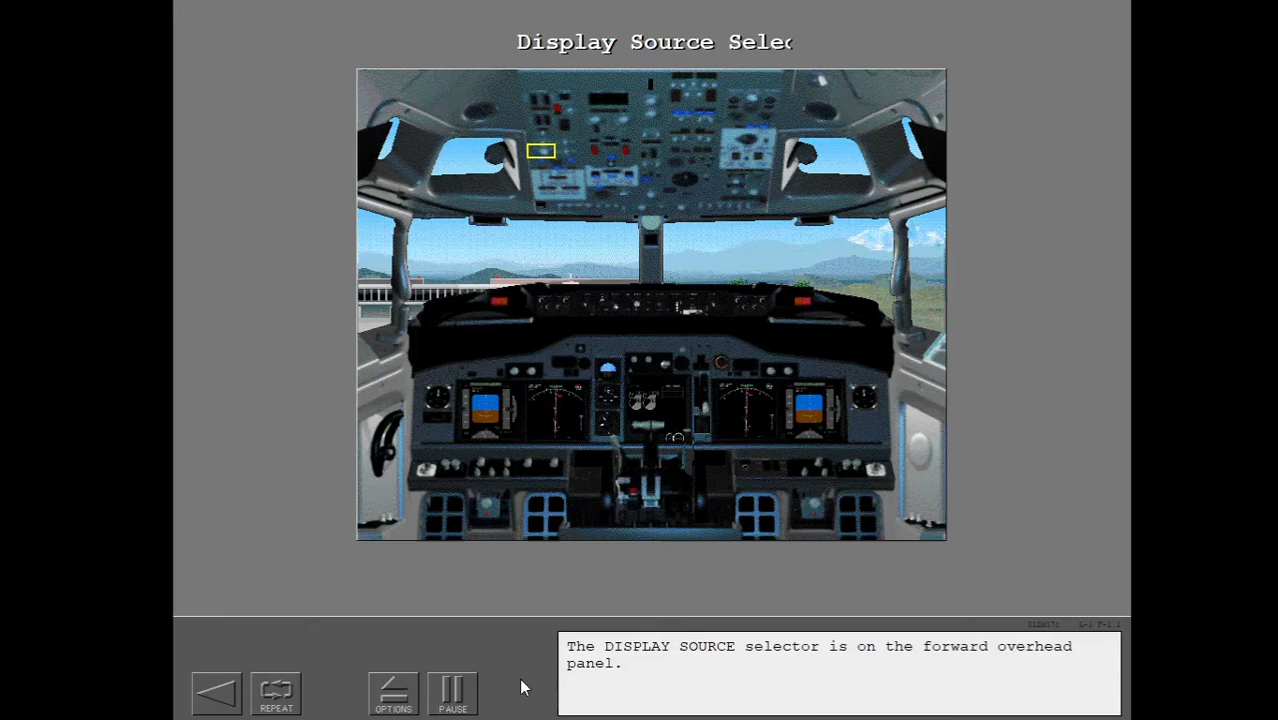 Display Source Selec
The DISPLAY SOURCE selector is on the forward overhead
panel.
REPEAT
OPTIONS
PAUSE